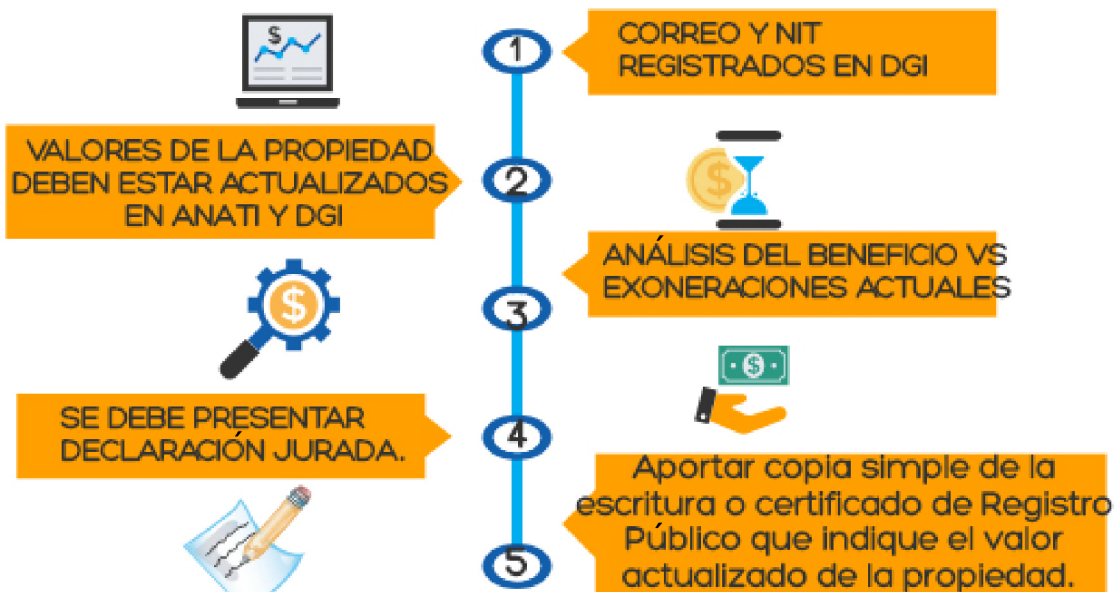 1
CORREO Y NIT
REGISTRADOS EN DGI
$
VALORES DE LA PROPIEDAD
DEBEN ESTAR ACTUALIZADOS
EN ANATI Y DGI
2
$
ANÁLISIS DEL BENEFICIO VS
EXONERACIONES ACTUALES
3
$
$
SE DEBE PRESENTAR
DECLARACIÓN JURADA.
4
Aportar copia simple de la
escritura o certificado de Registro
Público que indique el valor
actualizado de la propiedad.
5